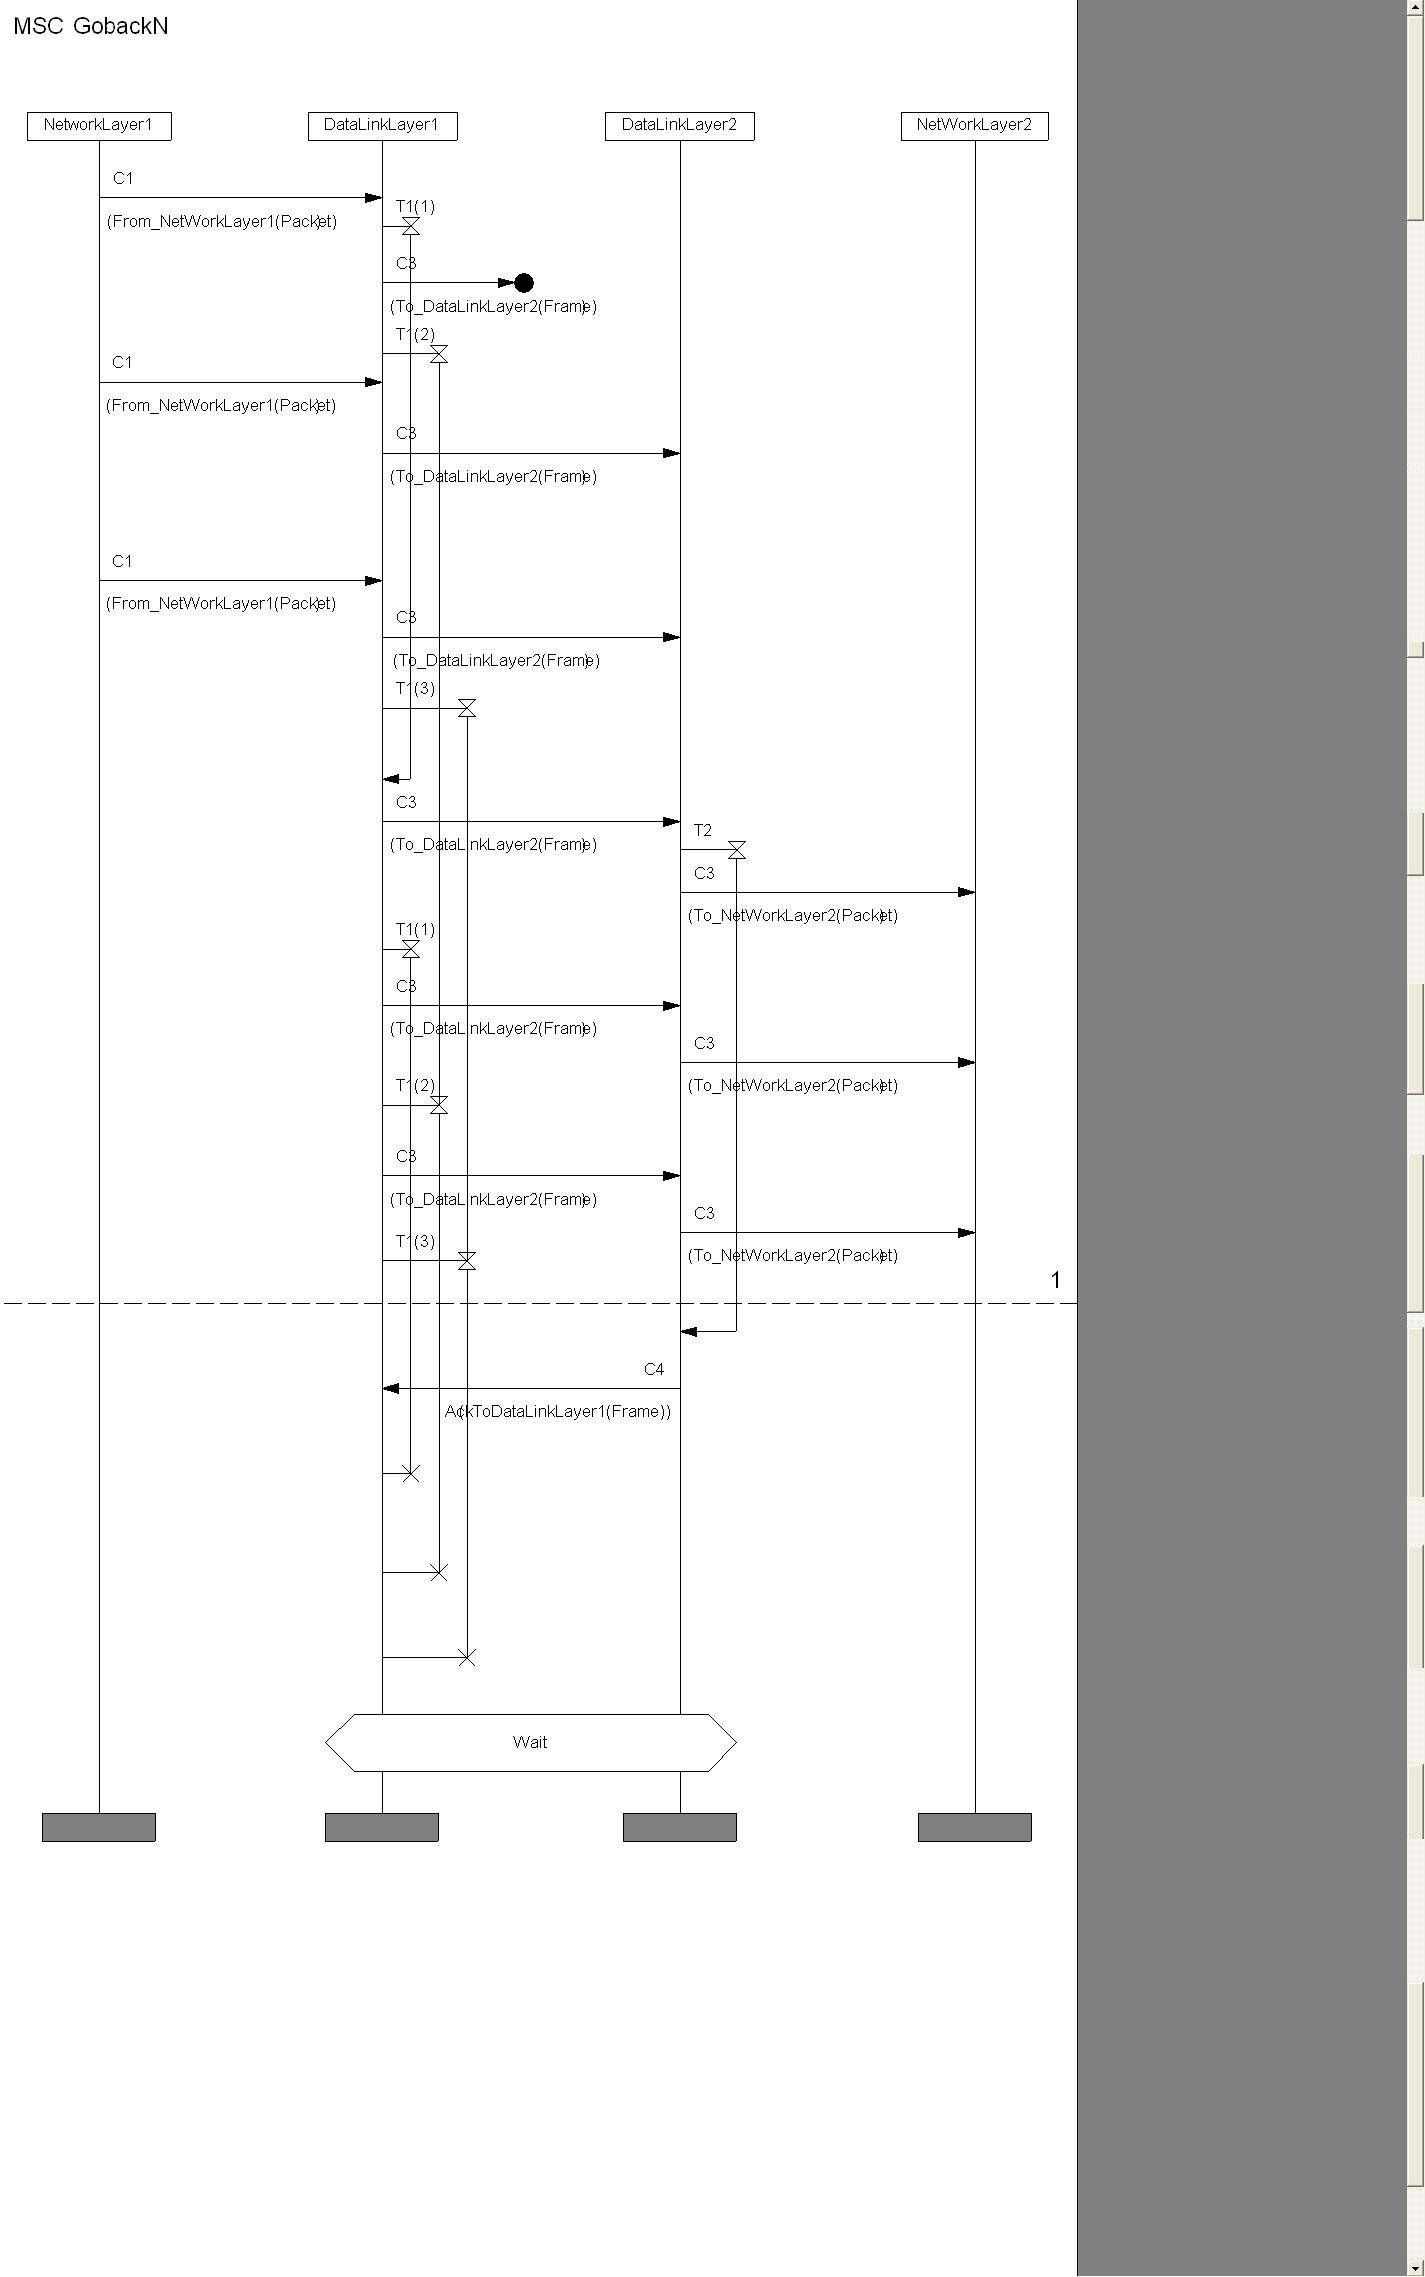 MSC GobackN
NetworkLayer1
DataLinkLayer1
DataLinkLayer2
NetWorkLayer2
C1
(From_NetWorkLayer1(Packet))
T1(1)
C3
(To_DataLinkLayer2(Frame))
T1(2)
C1
(From_NetWorkLayer1(Packet))
C3
(To_DataLinkLayer2(Frame))
C1
(From_NetWorkLayer1(Packet))
C3
(To_DataLinkLayer2(Frame))
T1(3)
C3
(To_DataLinkLayer2(Frame))
T2
C3
(To_NetWorkLayer2(Packet))
T1(1)
C3
(To_DataLinkLayer2(Frame))
C3
(To_NetWorkLayer2(Packet))
T1(2)
C3
(To_DataLinkLayer2(Frame))
C3
(To_NetWorkLayer2(Packet))
T1(3)
1
C4
(AckToDataLinkLayer1(Frame))
Wait